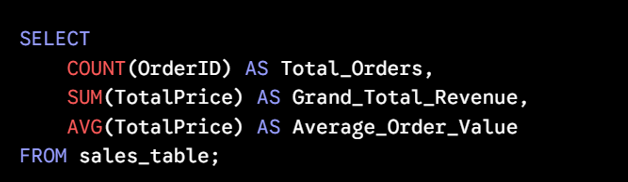 SELECT
    COUNT(OrderID) AS Total_Orders,
    SUM(TotalPrice) AS Grand_Total_Revenue,
    AVG(TotalPrice) AS Average_Order_Value
FROM sales_table;